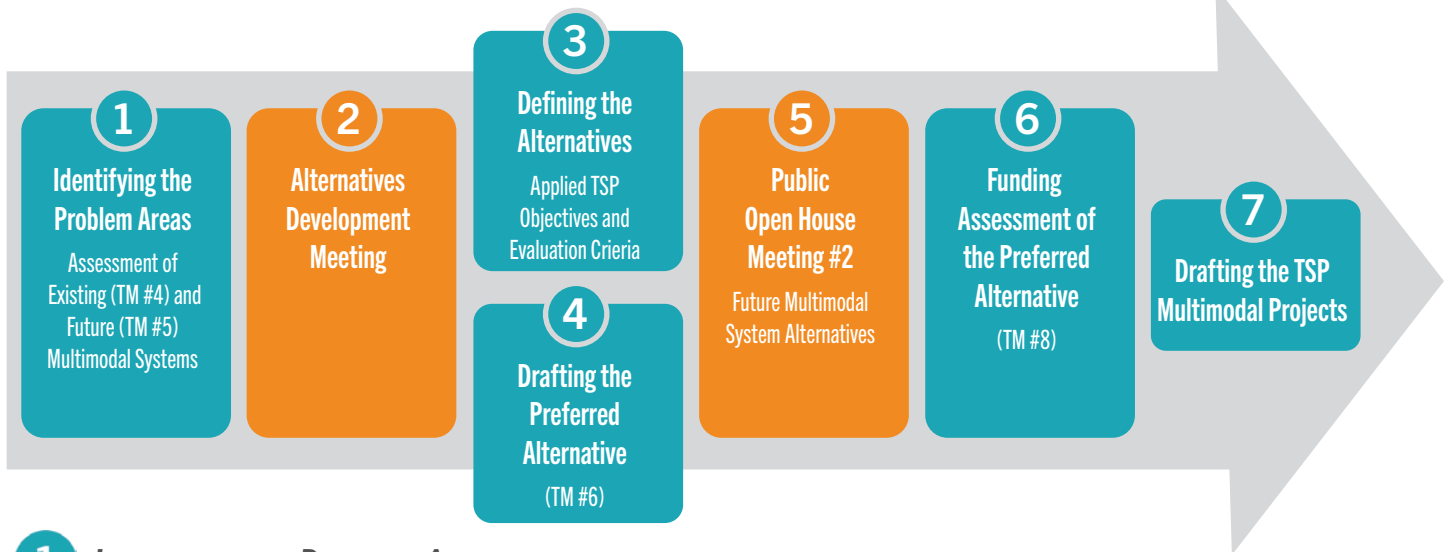 1
Identifying the
Problem Areas
Assessment of
Existing (TM #4) and
Future (TM #5)
Multimodal Systems
2
Alternatives
Development
Meeting
3
Defining the
Alternatives
Applied TSP
Objectives and
Evaluation Crieria
4
Drafting the
Preferred
Alternative
(TM #6)
5
Public
Open House
Meeting #2
Future Multimodal
System Alternatives
6
Funding
Assessment of
the Preferred
Alternative
(TM #8)
7
Drafting the TSP
Multimodal Projects
1